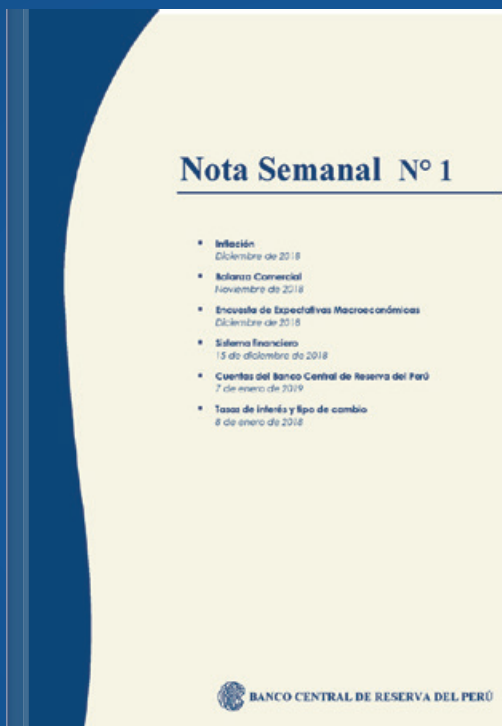 Nota Semanal N° 1
Inflación
Diciembre de 2018
Balanza Comercial
Noviembre de 2018
Encuesta de Expectativas Macroeconómicas
Diciembre de 2018
Sistema financiero
15 de diciembre de 2018
Cuentas del Banco Central de Reserva del Perú
7 de enero de 2019
Tasas de interés y tipo de cambio
8 de enero de 2018
BANCO CENTRAL DE RESERVA DEL PERÚ